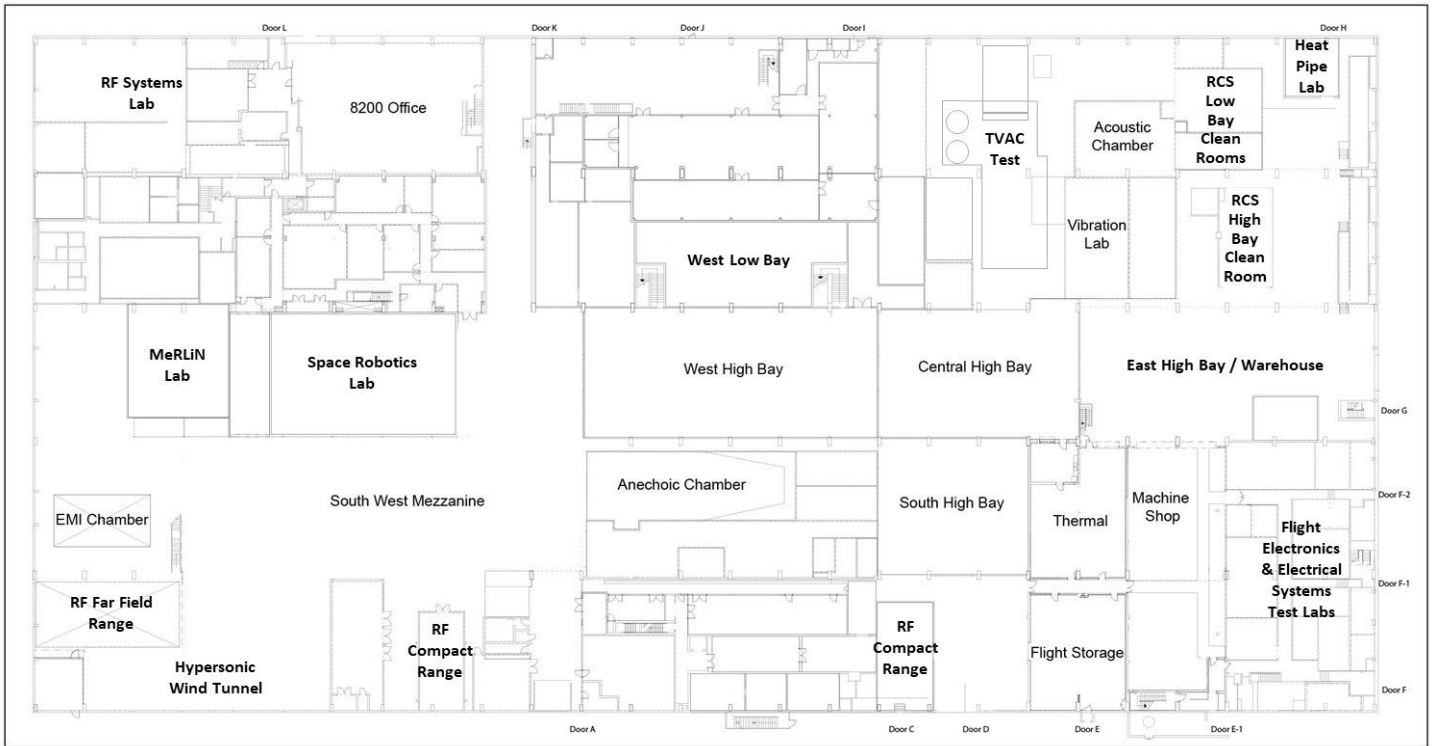 Door L
Door K
Door J
Door I
Door H
RF Systems
Lab
8200 Office
TVAC
Test
Acoustic
Chamber
RCS
Low
Bay
Clean
Rooms
Heat
Pipe
Lab
West Low Bay
Vibration
Lab
RCS
High
Bay
Clean
Room
MeRLiN
Lab
Space Robotics
Lab
West High Bay
Central High Bay
East High Bay / Warehouse
Door G
EMI Chamber
South West Mezzanine
Anechoic Chamber
South High Bay
Thermal
Machine
Shop
Door F-2
Flight
Electronics
& Electrical
Systems
Test Labs
Door F-1
RF Far Field
Range
Hypersonic
Wind Tunnel
RF
Compact
Range
RF
Compact
Range
Flight Storage
Door F
Door A
Door C
Door D
Door E
Door E-1